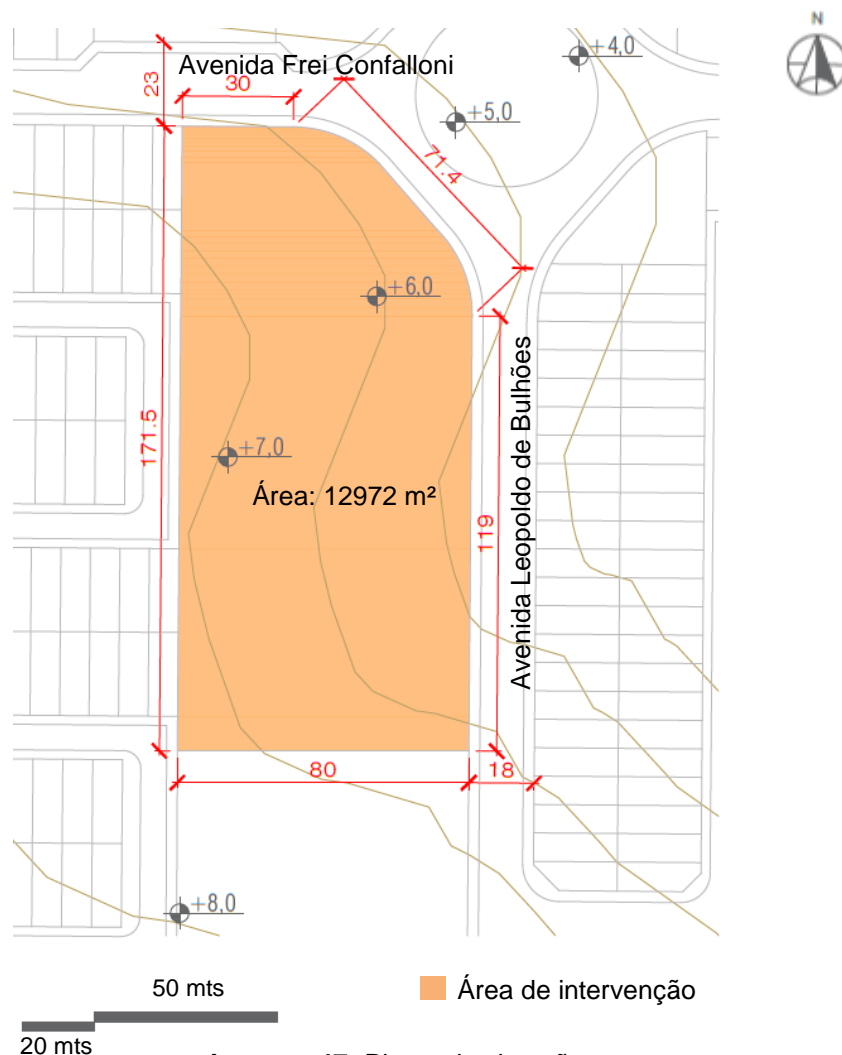 N
+4,0
Avenida Frei Confalloni
23
30
+5,0
71.4
+6,0
Avenida Leopoldo de Bulhões
171.5
+7,0
Área: 12972 m²
119
80
18
+8,0
50 mts
Área de intervenção
20 mts